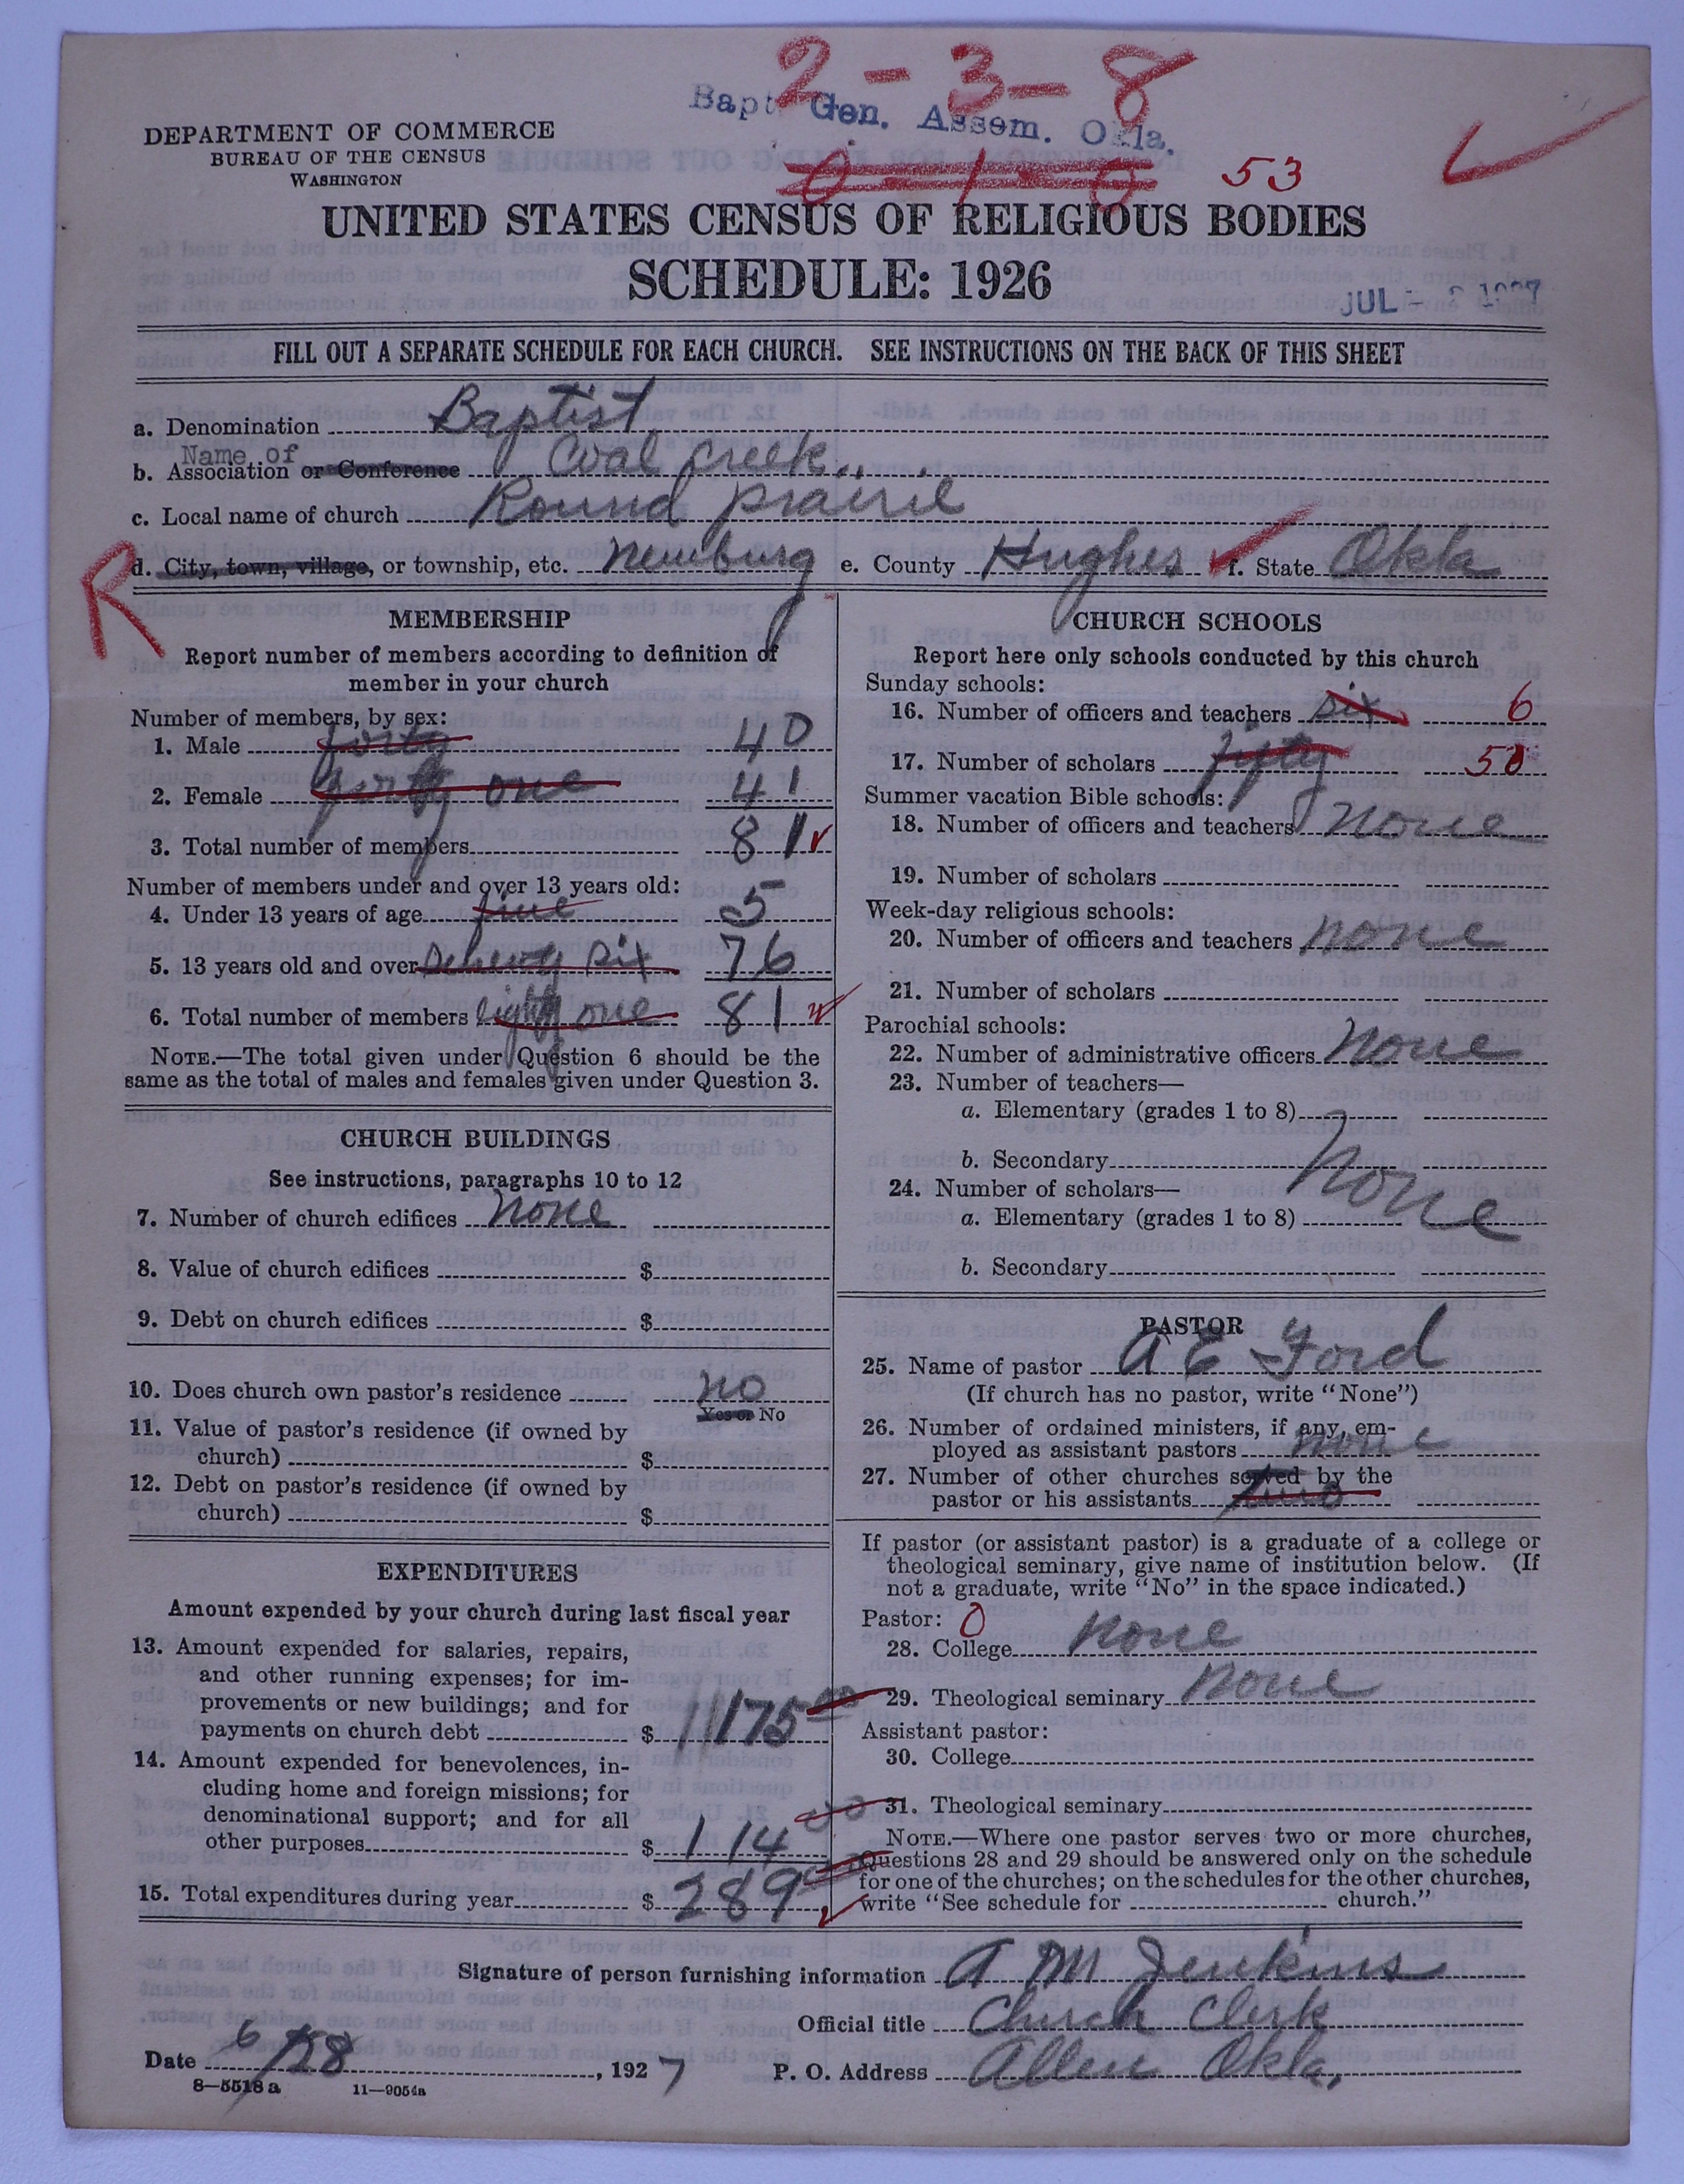 2-3-8
Bapt. Gen. Assem. Okla.
DEPARTMENT OF COMMERCE
BUREAU OF THE CENSUS
WASHINGTON
0-1-0 53
UNITED STATES CENSUS OF RELIGIOUS BODIES
SCHEDULE: 1926
JUL
FILL OUT A SEPARATE SCHEDULE FOR EACH CHURCH. SEE INSTRUCTIONS ON THE BACK OF THIS SHEET
a. Denomination Baptist
Name of
b. Association or Conference Coal Creek
c. Local name of church Round prairie
R
d. City, town, village, or township, etc. Newburg e. County Hughes f. State Okla
MEMBERSHIP
Report number of members according to definition of
member in your church
Number of members, by sex:
1. Male forty 40
2. Female forty one 41
3. Total number of members 81
Number of members under and over 13 years old:
4. Under 13 years of age five 5
5. 13 years old and over seventy six 76
6. Total number of members eighty one 81
NOTE.—The total given under Question 6 should be the
same as the total of males and females given under Question 3.
CHURCH BUILDINGS
See instructions, paragraphs 10 to 12
7. Number of church edifices none
8. Value of church edifices $
9. Debt on church edifices $
10. Does church own pastor's residence no
Yes or No
11. Value of pastor's residence (if owned by
church) $
12. Debt on pastor's residence (if owned by
church) $
EXPENDITURES
Amount expended by your church during last fiscal year
13. Amount expended for salaries, repairs,
and other running expenses; for im-
provements or new buildings; and for
payments on church debt $ 175 00
14. Amount expended for benevolences, in-
cluding home and foreign missions; for
denominational support; and for all
other purposes $ 114 00
15. Total expenditures during year $ 289 00
CHURCH SCHOOLS
Report here only schools conducted by this church
Sunday schools:
16. Number of officers and teachers six 6
17. Number of scholars fifty 50
Summer vacation Bible schools:
18. Number of officers and teachers none
19. Number of scholars
Week-day religious schools:
20. Number of officers and teachers none
21. Number of scholars
Parochial schools:
22. Number of administrative officers none
23. Number of teachers—
a. Elementary (grades 1 to 8)
b. Secondary none
24. Number of scholars—
a. Elementary (grades 1 to 8)
b. Secondary
PASTOR
25. Name of pastor A E Ford
(If church has no pastor, write "None")
26. Number of ordained ministers, if any, em-
ployed as assistant pastors none
27. Number of other churches served by the
pastor or his assistants two
If pastor (or assistant pastor) is a graduate of a college or
theological seminary, give name of institution below. (If
not a graduate, write "No" in the space indicated.)
Pastor: 0
28. College none
29. Theological seminary none
Assistant pastor:
30. College
31. Theological seminary
NOTE.—Where one pastor serves two or more churches,
Questions 28 and 29 should be answered only on the schedule
for one of the churches; on the schedules for the other churches,
write "See schedule for church."
Signature of person furnishing information A M Jenkins
Official title Church Clerk
Date 6/28, 1927 P. O. Address Allen Okla.
8—5518a 11—9054a